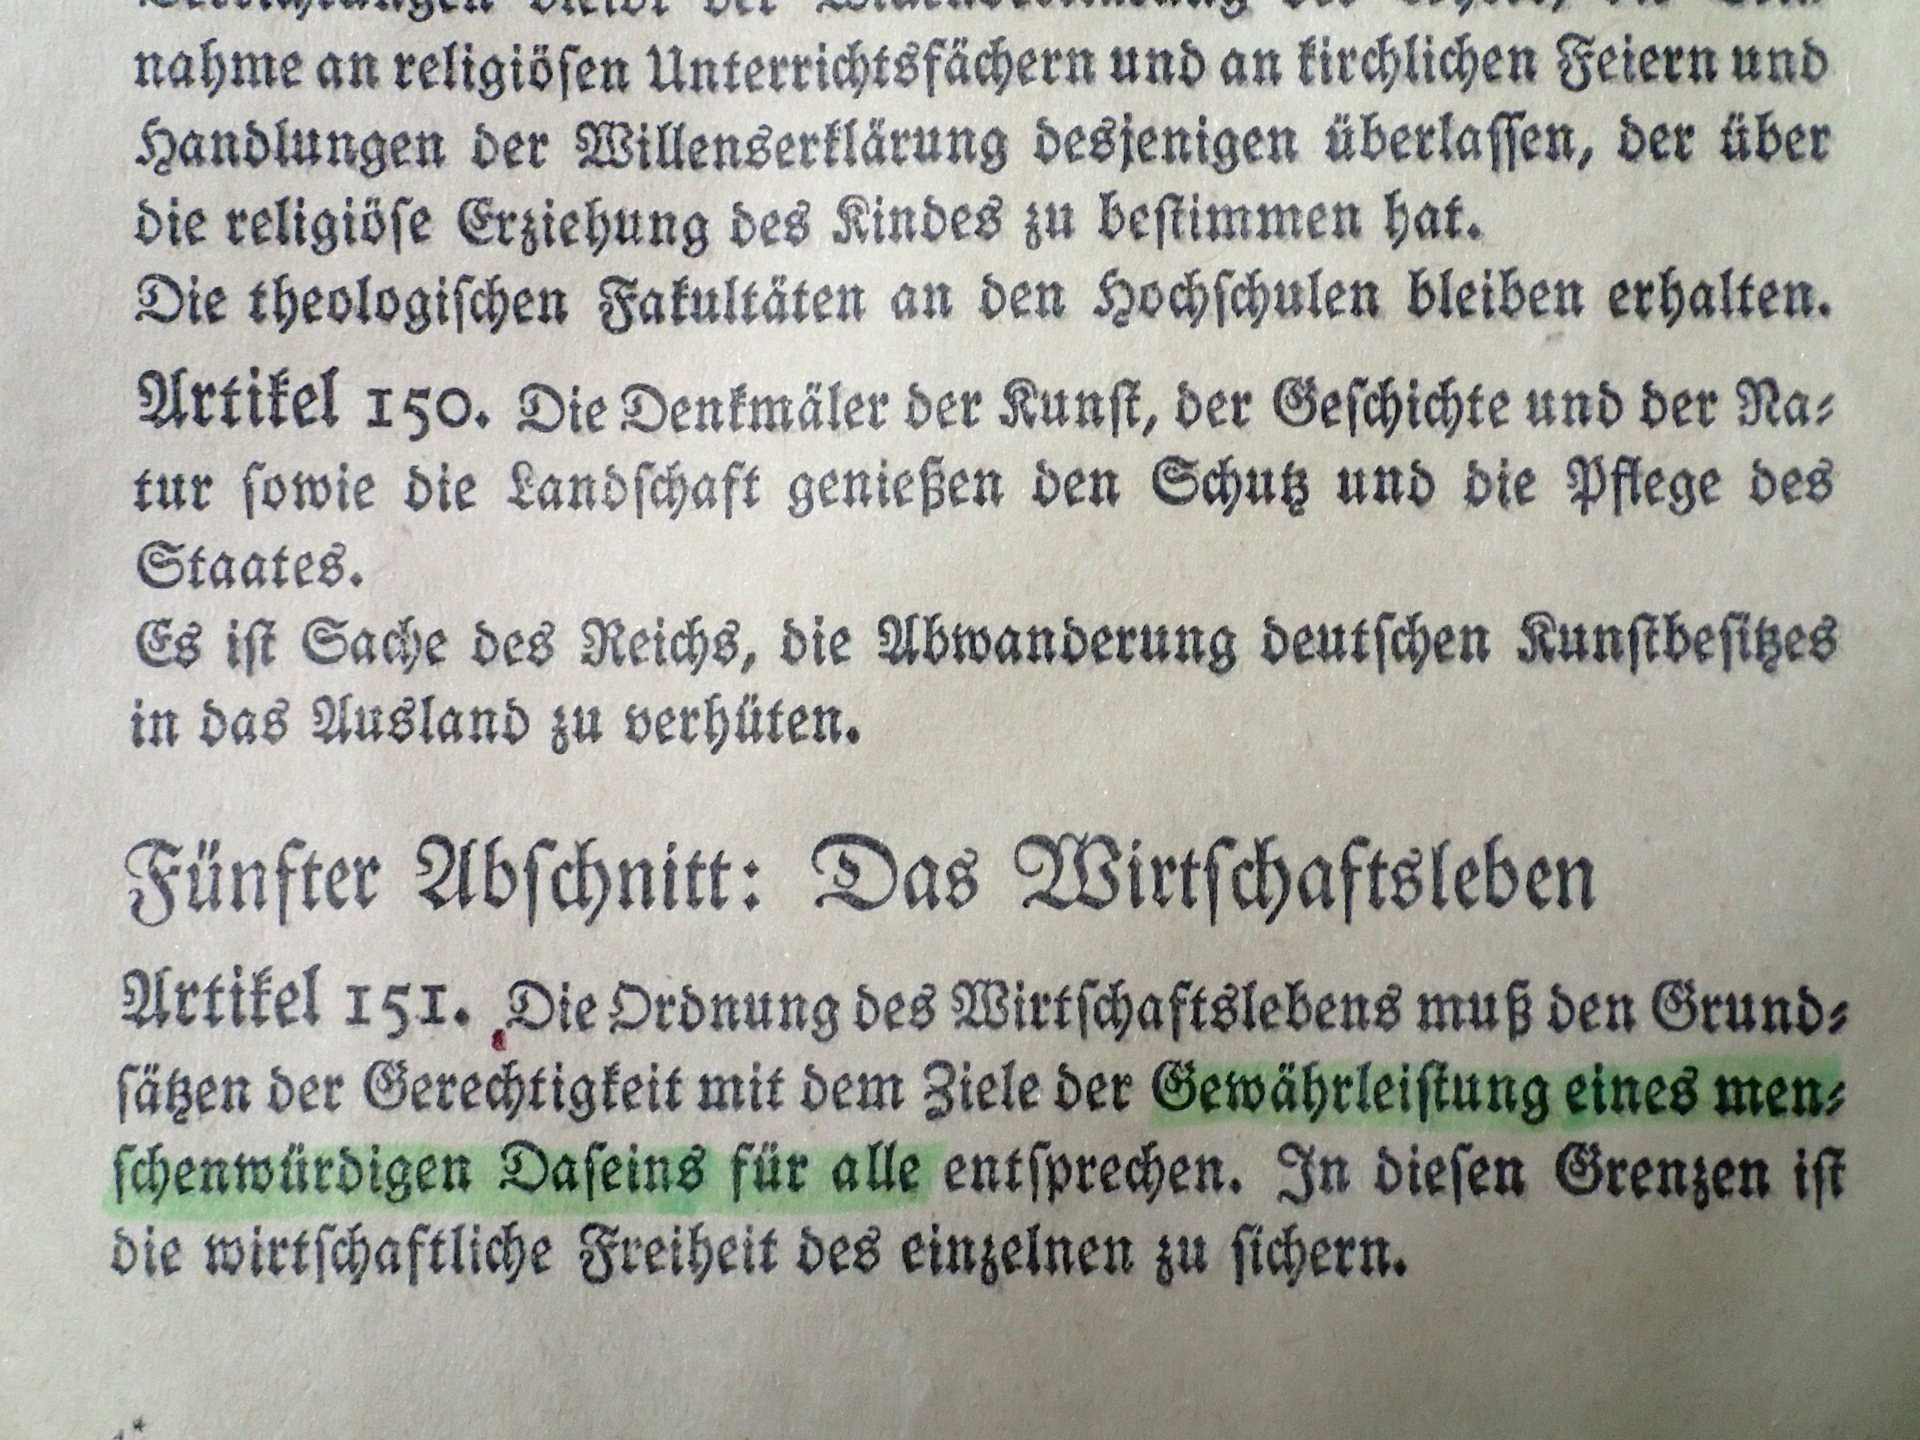 nahme an religiöſen Unterrichtsfächern und an kirchlichen Feiern und
Handlungen der Willenserklärung desjenigen überlaſſen, der über
die religiöſe Erziehung des Kindes zu beſtimmen hat.
Die theologiſchen Fakultäten an den Hochſchulen bleiben erhalten.
Artikel 150. Die Denkmäler der Kunſt, der Geſchichte und der Na⸗
tur ſowie die Landſchaft genießen den Schutz und die Pflege des
Staates.
Es iſt Sache des Reichs, die Abwanderung deutſchen Kunſtbeſitzes
in das Ausland zu verhüten.
Fünfter Abſchnitt: Das Wirtſchaftsleben
Artikel 151. Die Ordnung des Wirtſchaftslebens muß den Grund⸗
ſätzen der Gerechtigkeit mit dem Ziele der Gewährleiſtung eines men⸗
ſchenwürdigen Daſeins für alle entſprechen. In dieſen Grenzen iſt
die wirtſchaftliche Freiheit des einzelnen zu ſichern.